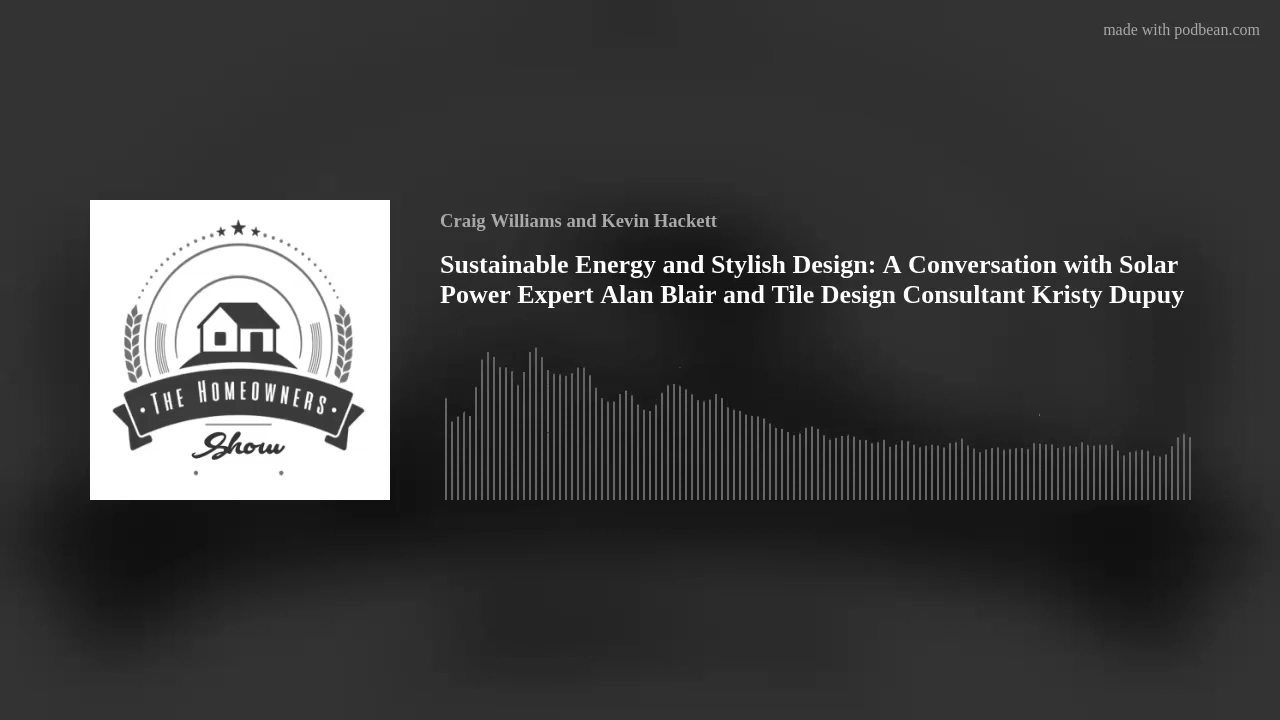 made with podbean.com
Craig Williams and Kevin Hackett
Sustainable Energy and Stylish Design: A Conversation with Solar
Power Expert Alan Blair and Tile Design Consultant Kristy Dupuy
The Homeowners
Show